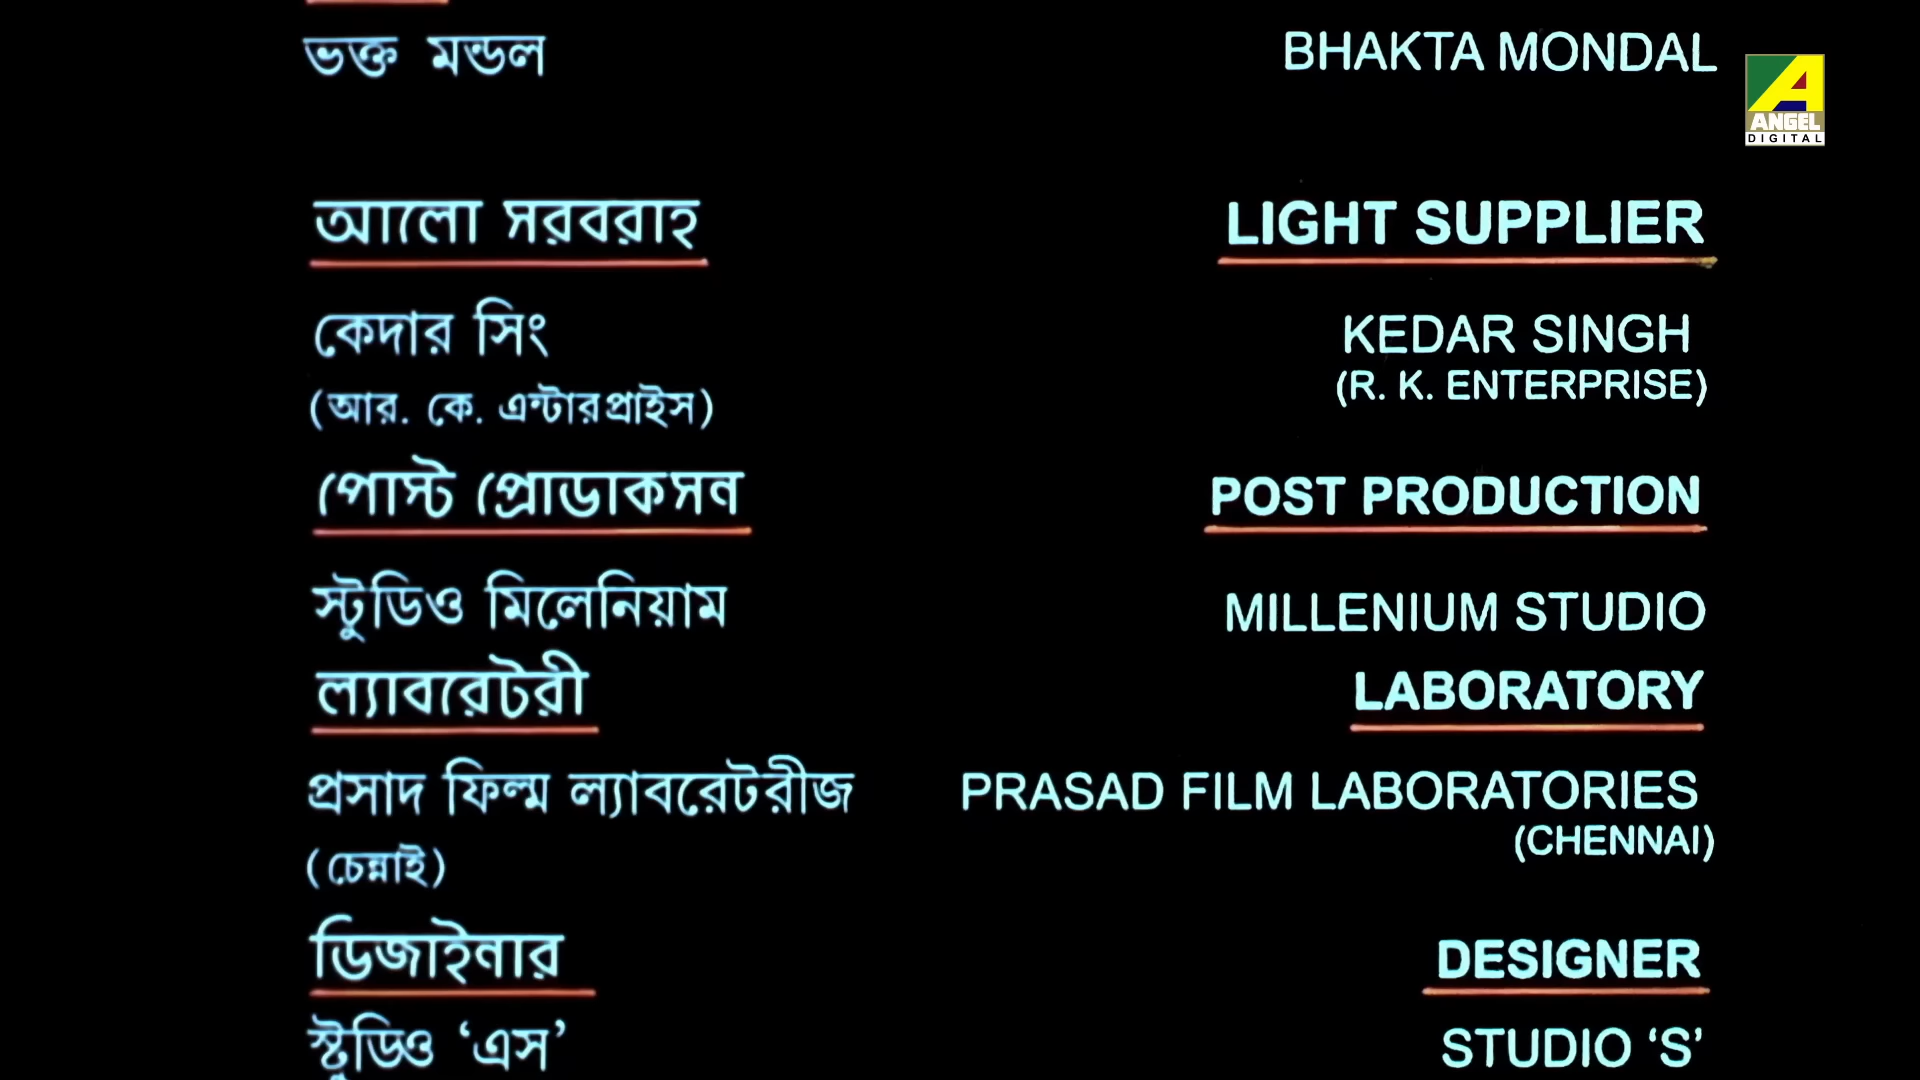 ভক্ত মন্ডল BHAKTA MONDAL
ANGEL
DIGITAL
আলো সরবরাহ LIGHT SUPPLIER
কেদার সিং KEDAR SINGH
(আর. কে. এন্টারপ্রাইস) (R. K. ENTERPRISE)
পোস্ট প্রোডাকসন POST PRODUCTION
স্টুডিও মিলেনিয়াম MILLENIUM STUDIO
ল্যাবরেটরী LABORATORY
প্রসাদ ফিল্ম ল্যাবরেটরীজ PRASAD FILM LABORATORIES
(চেন্নাই) (CHENNAI)
ডিজাইনার DESIGNER
স্টুডিও ‘এস’ STUDIO ‘S’